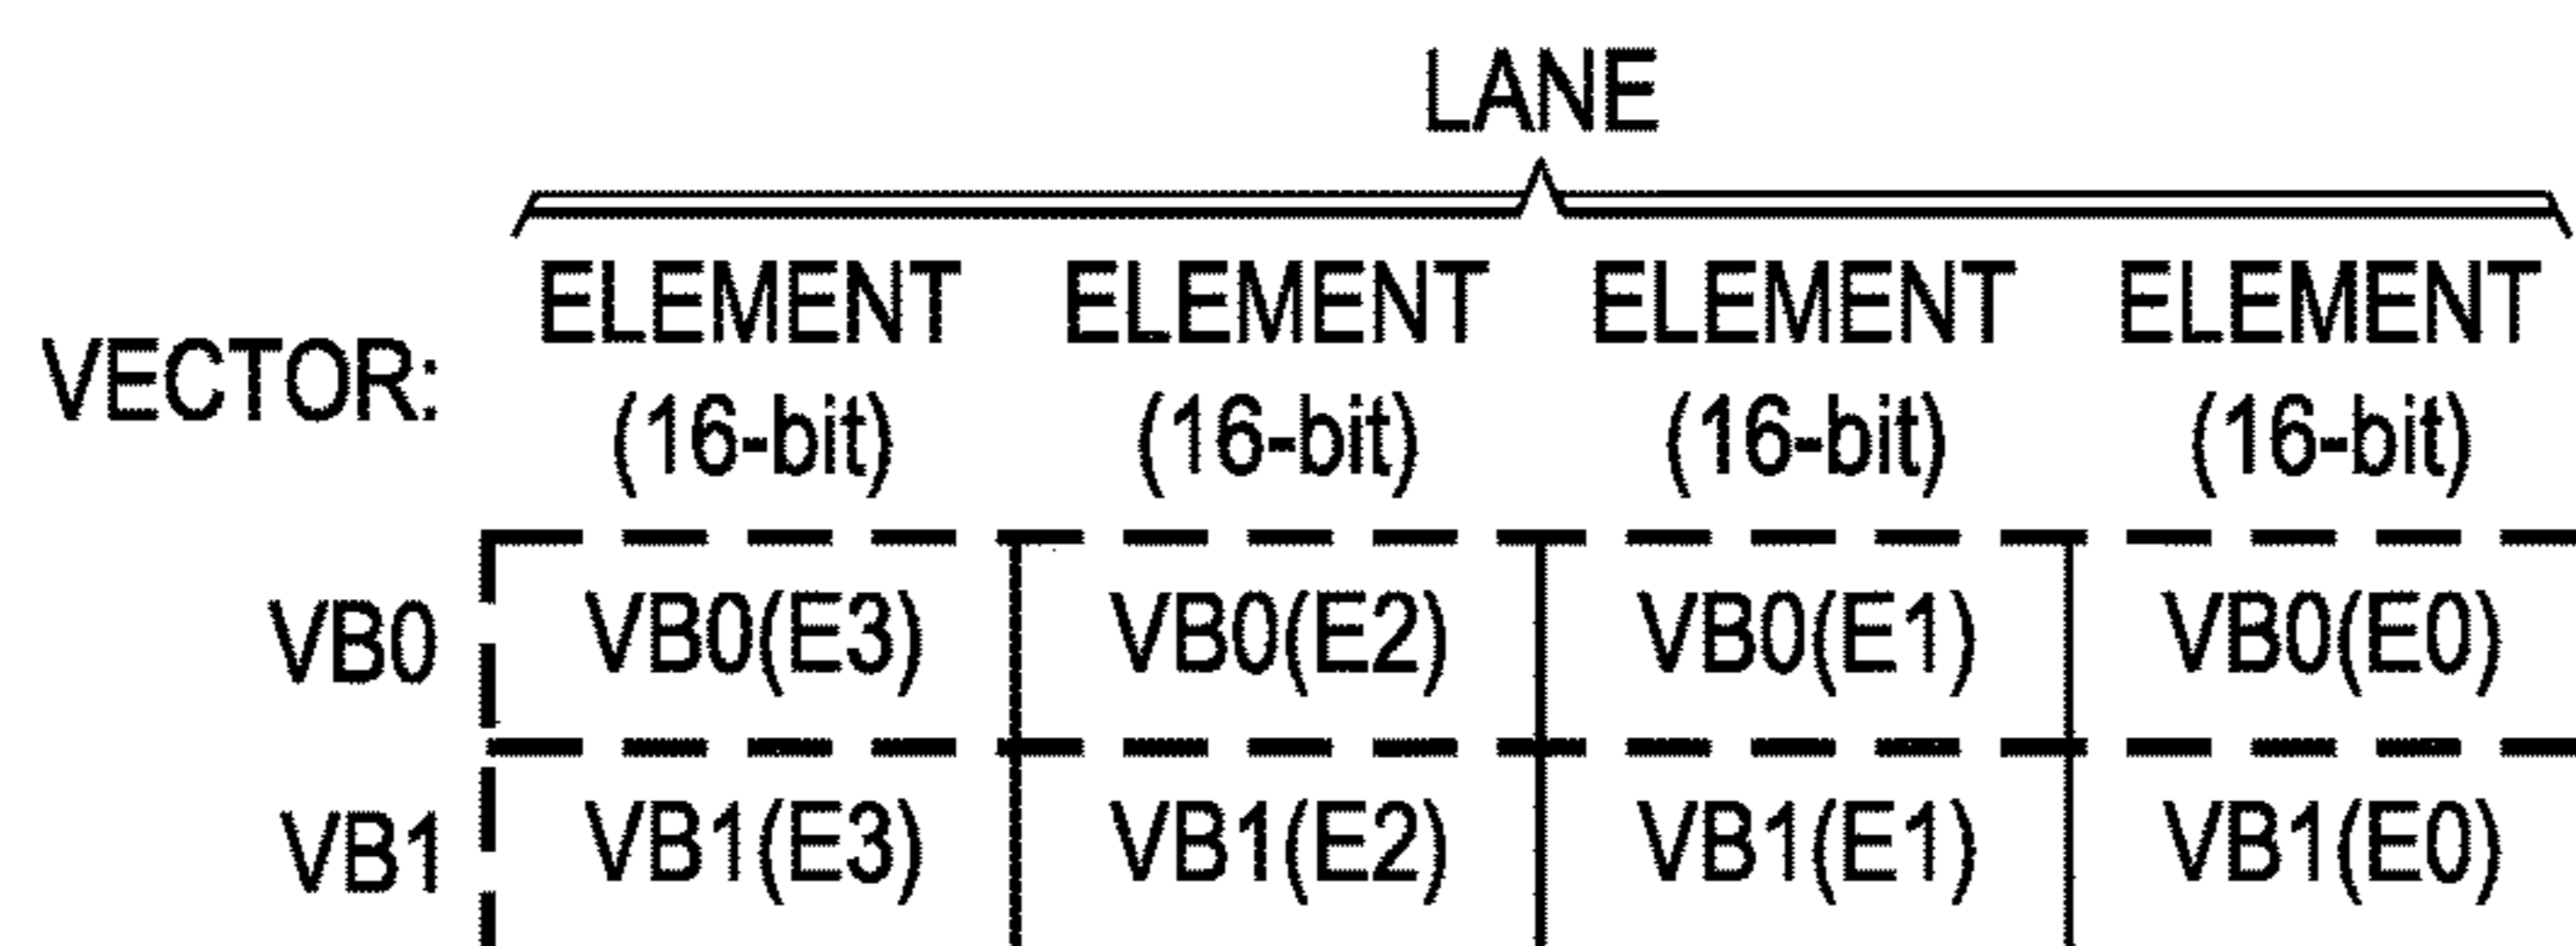 LANE
ELEMENT ELEMENT ELEMENT ELEMENT
VECTOR:
(16-bit) (16-bit) (16-bit) (16-bit)
VB0 VB0(E3) VB0(E2) VB0(E1) VB0(E0)
VB1 VB1(E3) VB1(E2) VB1(E1) VB1(E0)